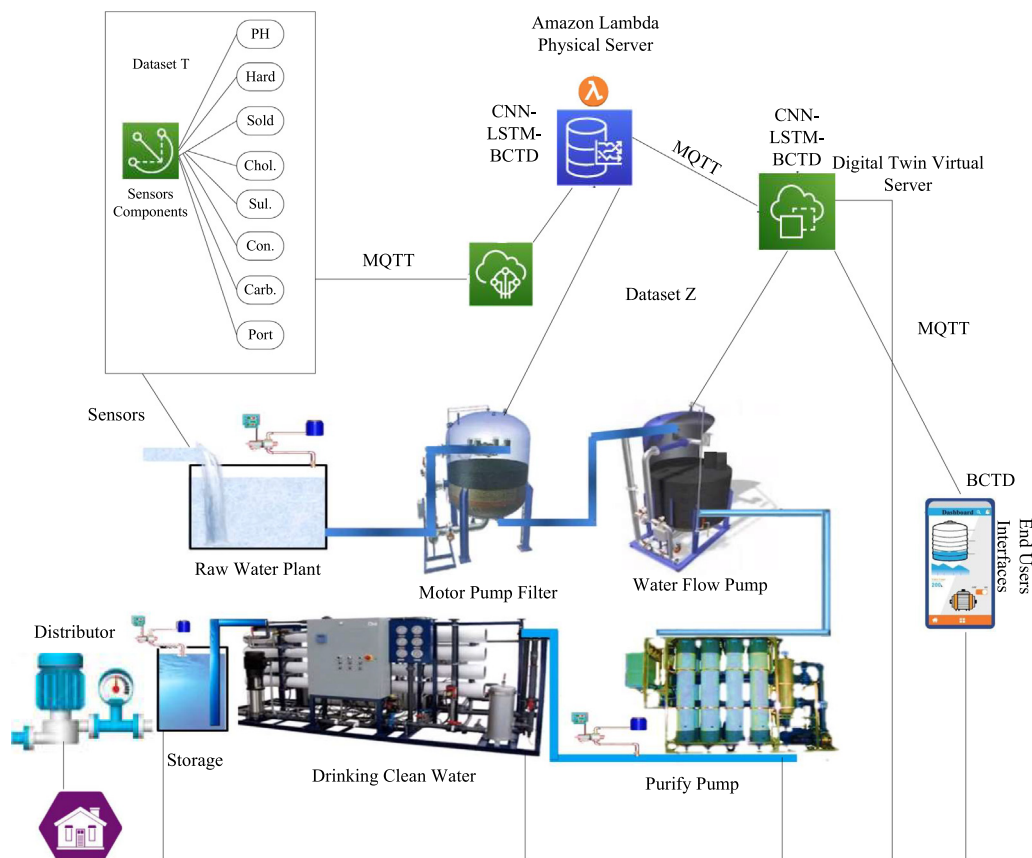 Amazon Lambda
Physical Server
Dataset T
PH
Hard
Sold
Chol.
Sul.
Con.
Carb.
Port
Sensors
Components
CNN-
LSTM-
BCTD
λ
MQTT
CNN-
LSTM-
BCTD
Digital Twin Virtual
Server
MQTT
Dataset Z
MQTT
Sensors
Raw Water Plant
Motor Pump Filter
Water Flow Pump
BCTD
Dashboard
End Users
Interfaces
Distributor
Storage
Drinking Clean Water
Purify Pump